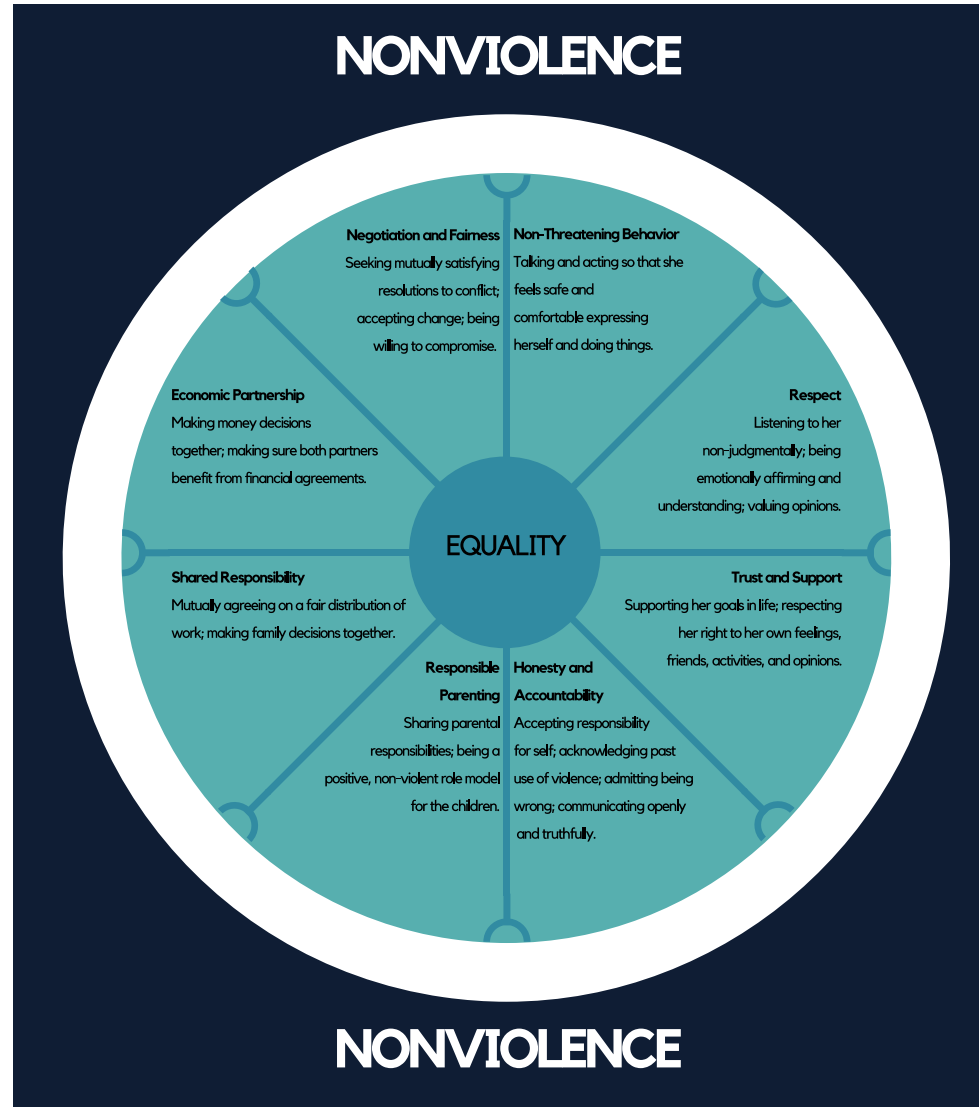 NONVIOLENCE
Negotiation and Fairness
Seeking mutually satisfying
resolutions to conflict;
accepting change; being
willing to compromise.
Non-Threatening Behavior
Talking and acting so that she
feels safe and
comfortable expressing
herself and doing things.
Economic Partnership
Making money decisions
together; making sure both partners
benefit from financial agreements.
Respect
Listening to her
non-judgmentally; being
emotionally affirming and
understanding; valuing opinions.
EQUALITY
Shared Responsibility
Mutually agreeing on a fair distribution of
work; making family decisions together.
Trust and Support
Supporting her goals in life; respecting
her right to her own feelings,
friends, activities, and opinions.
Responsible
Parenting
Sharing parental
responsibilities; being a
positive, non-violent role model
for the children.
Honesty and
Accountability
Accepting responsibility
for self; acknowledging past
use of violence; admitting being
wrong; communicating openly
and truthfully.
NONVIOLENCE